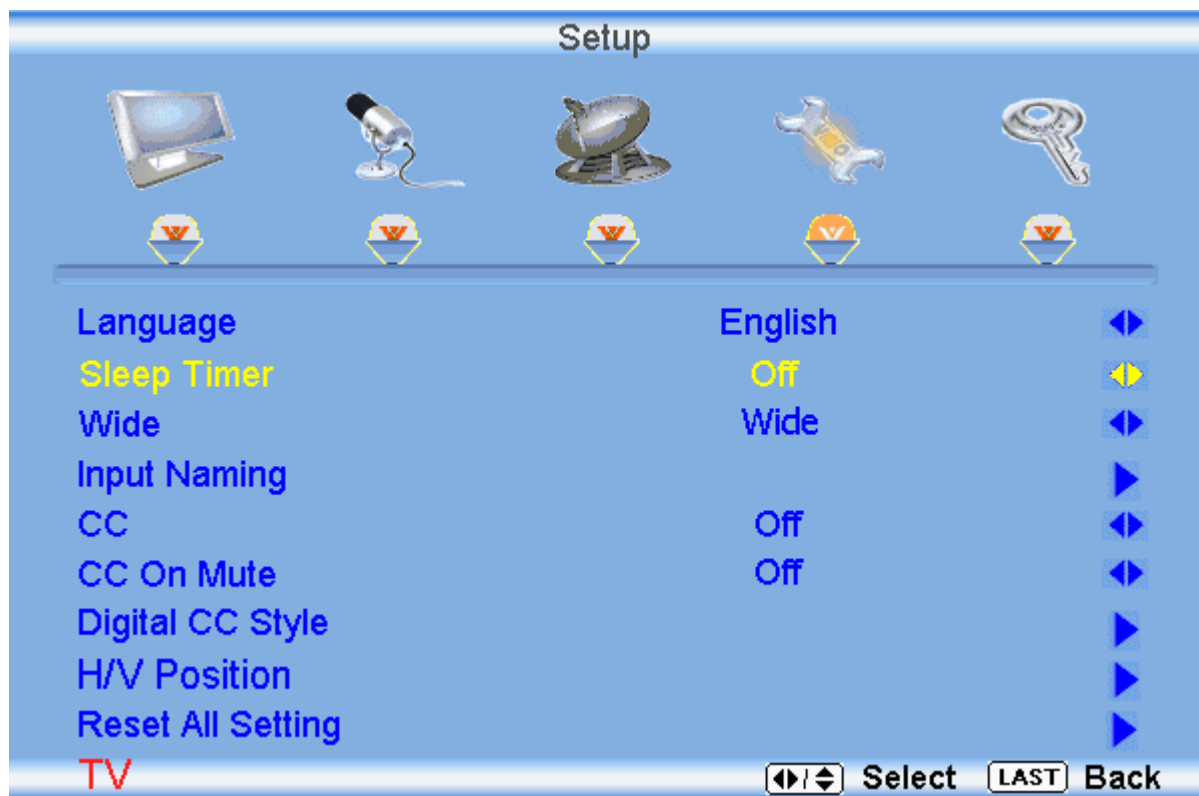 Setup
Language English
Sleep Timer Off
Wide Wide
Input Naming
CC Off
CC On Mute Off
Digital CC Style
H/V Position
Reset All Setting
TV Select LAST Back